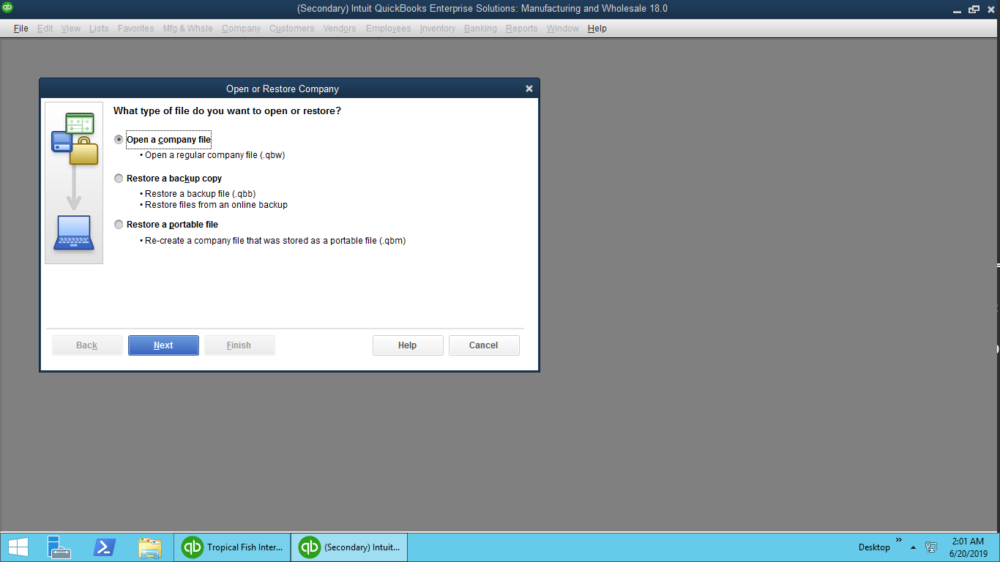 qb
(Secondary) Intuit QuickBooks Enterprise Solutions: Manufacturing and Wholesale 18.0
File Edit View Lists Favorites Mfg & Whsle Company Customers Vendors Employees Inventory Banking Reports Window Help
Open or Restore Company
What type of file do you want to open or restore?
Open a company file
• Open a regular company file (.qbw)
Restore a backup copy
• Restore a backup file (.qbb)
• Restore files from an online backup
Restore a portable file
• Re-create a company file that was stored as a portable file (.qbm)
Back Next Finish Help Cancel
qb Tropical Fish Inter... qb (Secondary) Intuit... Desktop 2:01 AM
6/20/2019